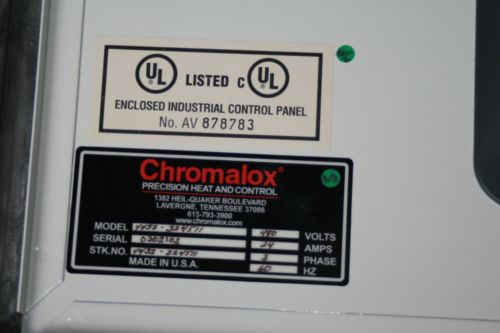 UL LISTED C UL
ENCLOSED INDUSTRIAL CONTROL PANEL
No. AV 878783
Chromalox®
PRECISION HEAT AND CONTROL
1382 HEIL-QUAKER BOULEVARD
LAVERGNE, TENNESSEE 37086
615-793-3900
www.chromalox.com
MODEL 480 VOLTS
SERIAL 24 AMPS
STK.NO. 3 PHASE
MADE IN U.S.A. 60 HZ